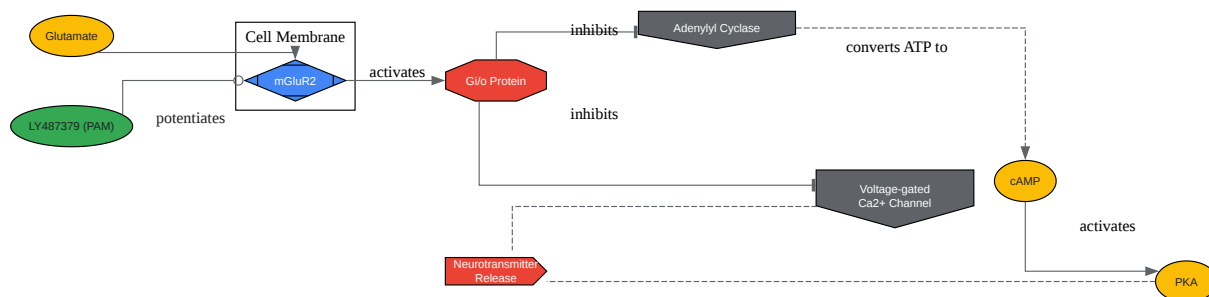 Glutamate
Cell Membrane
mGluR2
LY487379 (PAM)
potentiates
activates
Gi/o Protein
inhibits
Adenylyl Cyclase
converts ATP to
inhibits
Voltage-gated
Ca2+ Channel
cAMP
activates
Neurotransmitter
Release
PKA